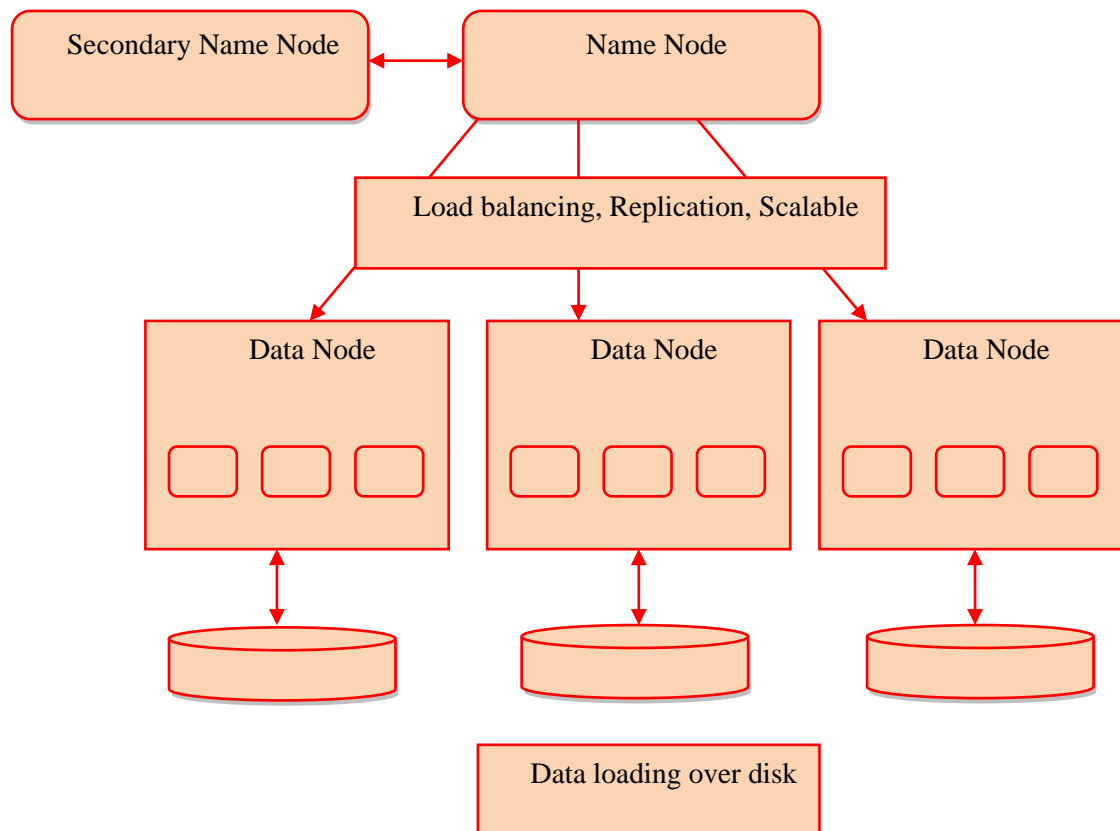 Secondary Name Node
Name Node
Load balancing, Replication, Scalable
Data Node
Data Node
Data Node
Data loading over disk